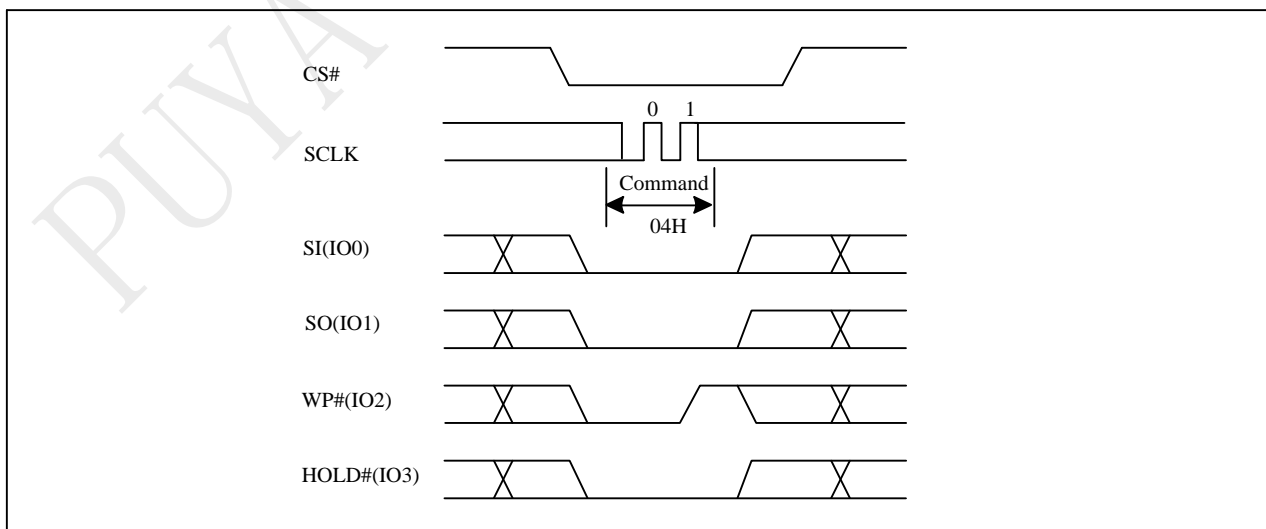 PUYA
CS#
0 1
SCLK
Command
04H
SI(IO0)
SO(IO1)
WP#(IO2)
HOLD#(IO3)